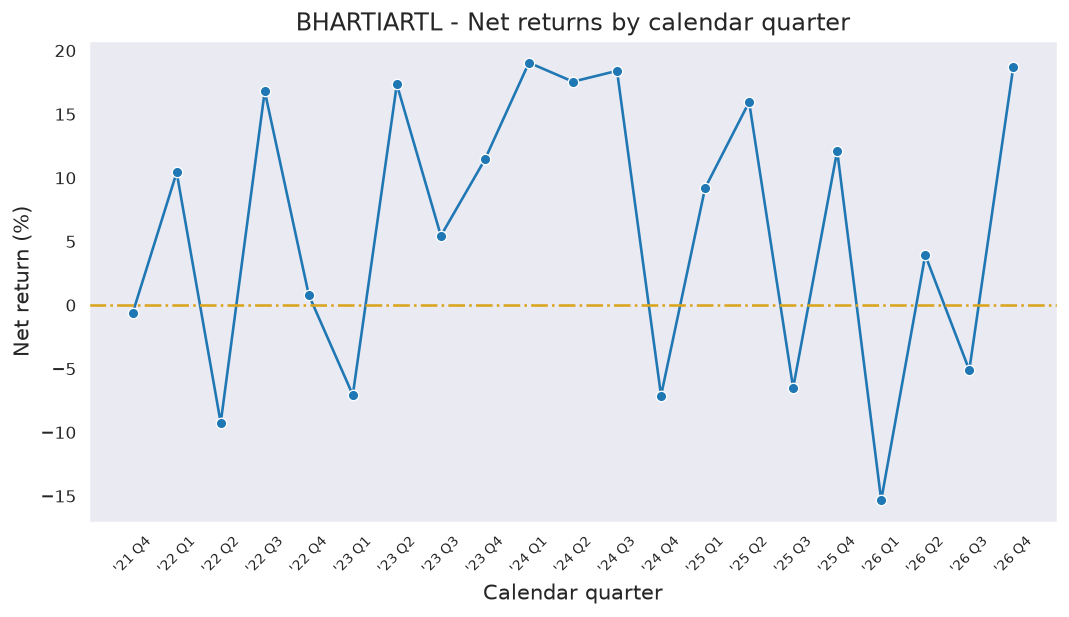 BHARTIARTL - Net returns by calendar quarter
Net return (%)
20
15
10
5
0
−5
−10
−15
'21 Q4
'22 Q1
'22 Q2
'22 Q3
'22 Q4
'23 Q1
'23 Q2
'23 Q3
'23 Q4
'24 Q1
'24 Q2
'24 Q3
'24 Q4
'25 Q1
'25 Q2
'25 Q3
'25 Q4
'26 Q1
'26 Q2
'26 Q3
'26 Q4
Calendar quarter